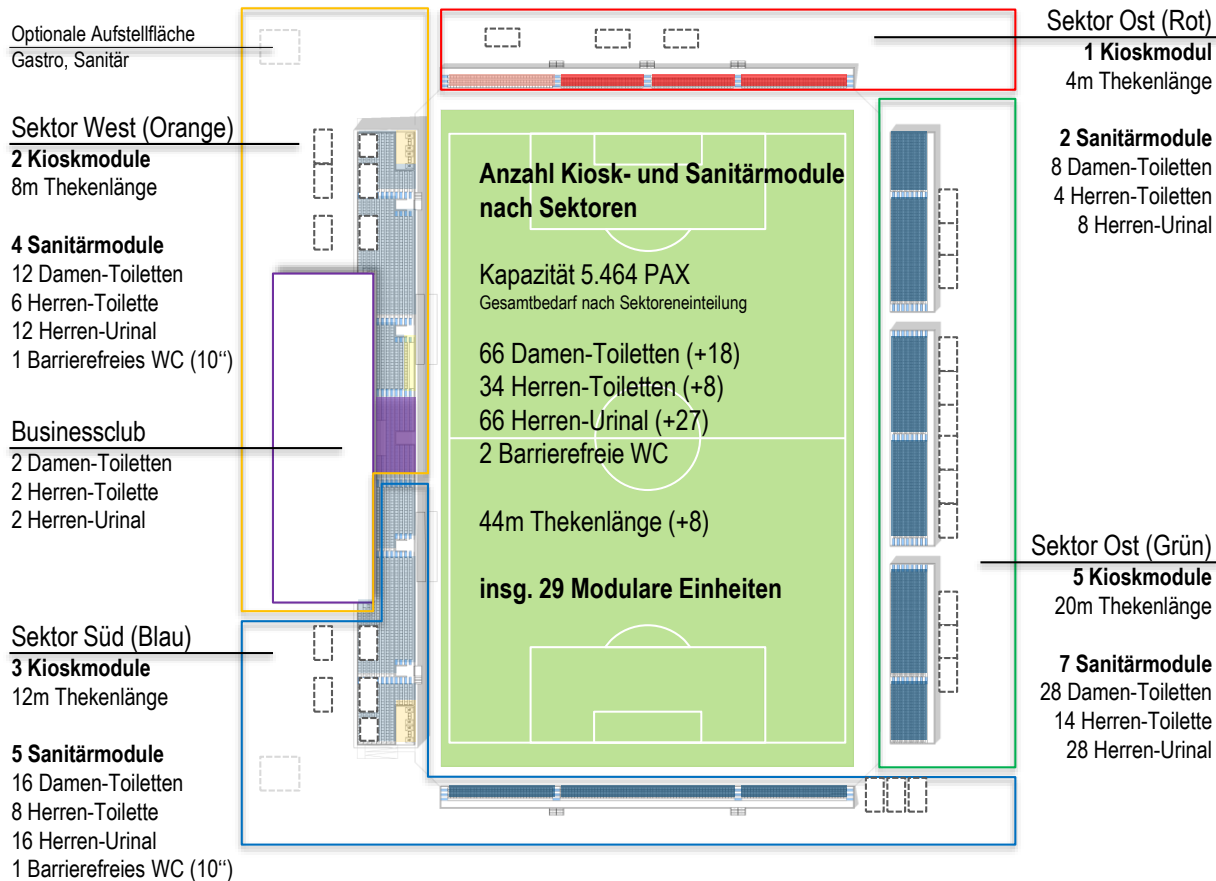 Optionale Aufstellfläche
Gastro, Sanitär
Sektor West (Orange)
2 Kioskmodule
8m Thekenlänge
4 Sanitärmodule
12 Damen-Toiletten
6 Herren-Toilette
12 Herren-Urinal
1 Barrierefreies WC (10“)
Businessclub
2 Damen-Toiletten
2 Herren-Toilette
2 Herren-Urinal
Sektor Süd (Blau)
3 Kioskmodule
12m Thekenlänge
5 Sanitärmodule
16 Damen-Toiletten
8 Herren-Toilette
16 Herren-Urinal
1 Barrierefreies WC (10“)
Anzahl Kiosk- und Sanitärmodule
nach Sektoren
Kapazität 5.464 PAX
Gesamtbedarf nach Sektoreneinteilung
66 Damen-Toiletten (+18)
34 Herren-Toiletten (+8)
66 Herren-Urinal (+27)
2 Barrierefreie WC
44m Thekenlänge (+8)
insg. 29 Modulare Einheiten
Sektor Ost (Rot)
1 Kioskmodul
4m Thekenlänge
2 Sanitärmodule
8 Damen-Toiletten
4 Herren-Toiletten
8 Herren-Urinal
Sektor Ost (Grün)
5 Kioskmodule
20m Thekenlänge
7 Sanitärmodule
28 Damen-Toiletten
14 Herren-Toilette
28 Herren-Urinal